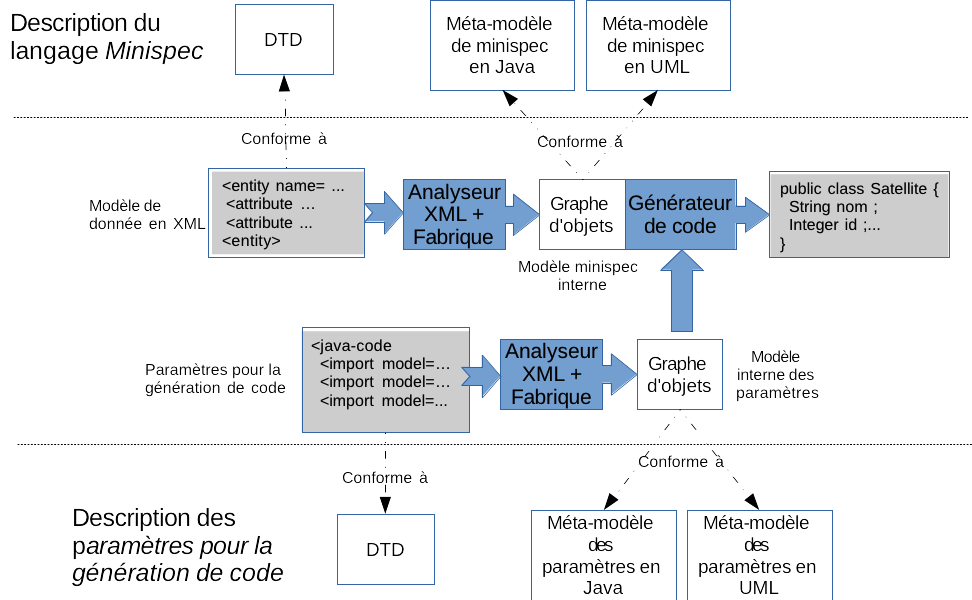 Description du
langage Minispec
DTD
Méta-modèle
de minispec
en Java
Méta-modèle
de minispec
en UML
Conforme à
Conforme à
Modèle de
donnée en XML
<entity name= ...
<attribute ...
<attribute ...
<entity>
Analyseur
XML +
Fabrique
Graphe
d'objets
Générateur
de code
public class Satellite {
String nom ;
Integer id ;...
}
Modèle minispec
interne
Paramètres pour la
génération de code
<java-code
<import model=...
<import model=...
<import model=...
Analyseur
XML +
Fabrique
Graphe
d'objets
Modèle
interne des
paramètres
Conforme à
Conforme à
Description des
paramètres pour la
génération de code
DTD
Méta-modèle
des
paramètres en
Java
Méta-modèle
des
paramètres en
UML